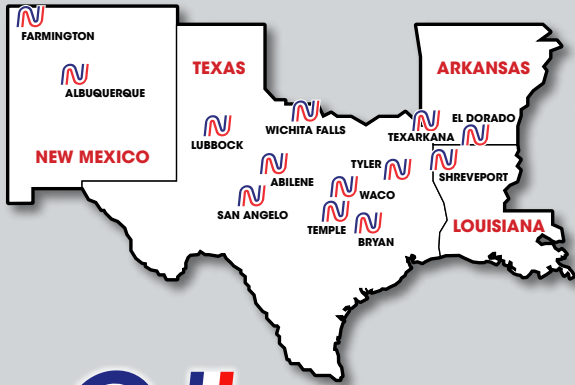 FARMINGTON
ALBUQUERQUE
NEW MEXICO
TEXAS
LUBBOCK
WICHITA FALLS
ABILENE
SAN ANGELO
TYLER
WACO
TEMPLE
BRYAN
ARKANSAS
EL DORADO
TEXARKANA
SHREVEPORT
LOUISIANA